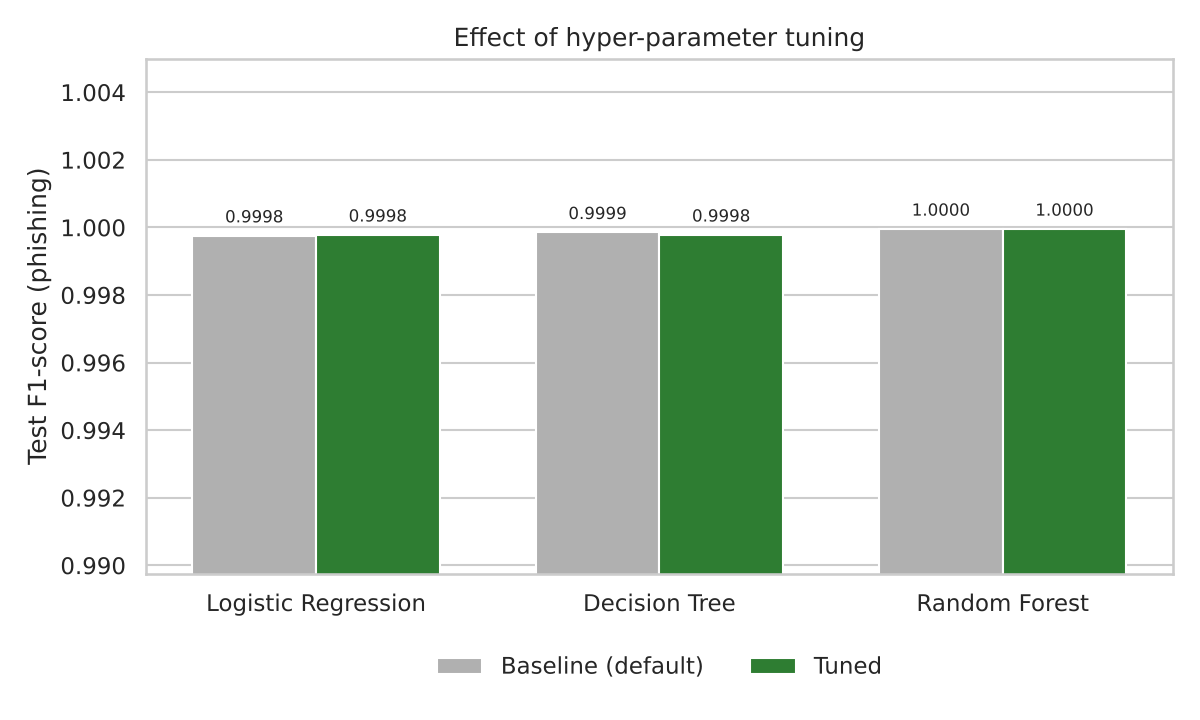 Effect of hyper-parameter tuning
Test F1-score (phishing)
1.004
1.002
1.000
0.998
0.996
0.994
0.992
0.990
0.9998
0.9998
0.9999
0.9998
1.0000
1.0000
Logistic Regression
Decision Tree
Random Forest
Baseline (default)
Tuned